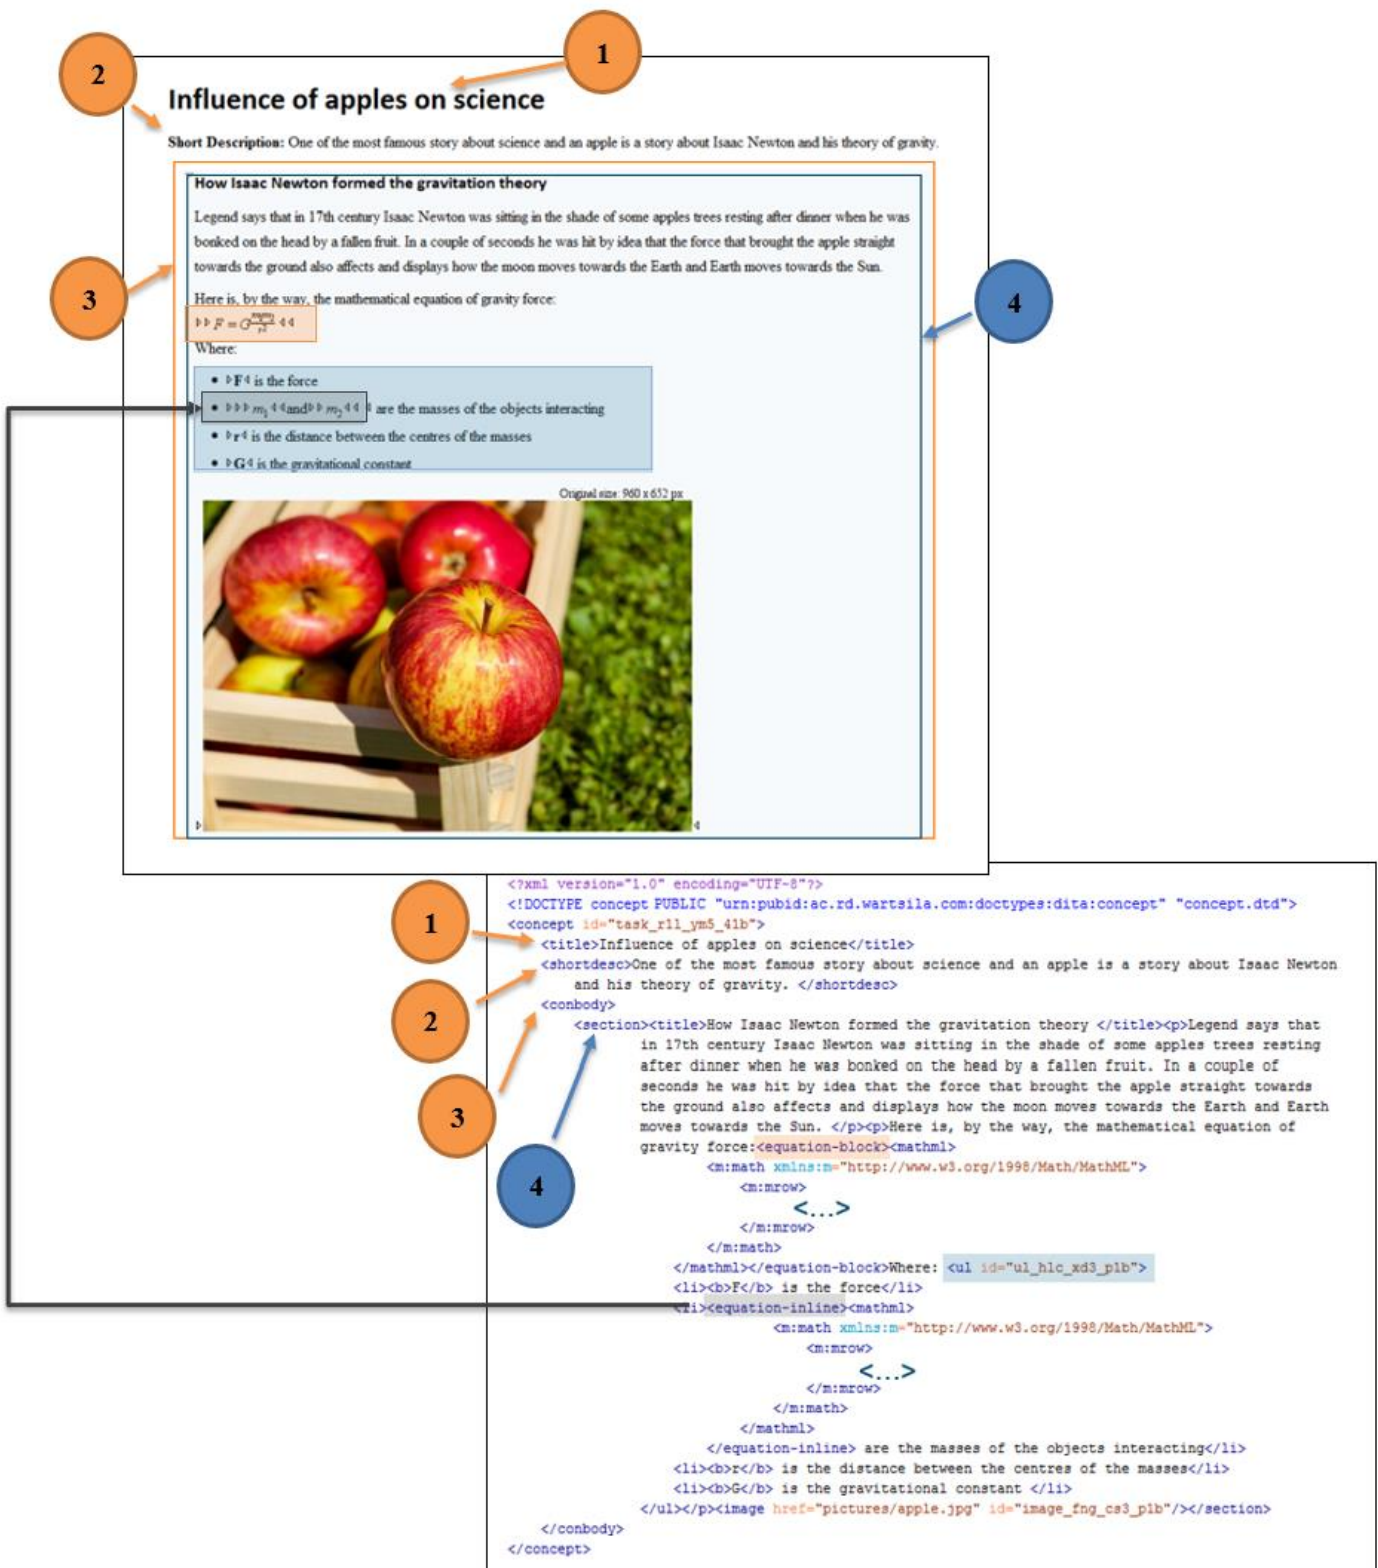 1
2
Influence of apples on science
Short Description: One of the most famous story about science and an apple is a story about Isaac Newton and his theory of gravity.
How Isaac Newton formed the gravitation theory
Legend says that in 17th century Isaac Newton was sitting in the shade of some apples trees resting after dinner when he was
bonked on the head by a fallen fruit. In a couple of seconds he was hit by idea that the force that brought the apple straight
towards the ground also affects and displays how the moon moves towards the Earth and Earth moves towards the Sun.
3
4
Here is, by the way, the mathematical equation of gravity force:
F = G
Where:
• F is the force
• m₁ and m₂ are the masses of the objects interacting
• r is the distance between the centres of the masses
• G is the gravitational constant
Original size: 960 x 652 px
<?xml version="1.0" encoding="UTF-8"?>
<!DOCTYPE concept PUBLIC "urn:pubid:ac.rd.wartsila.com:doctypes:dita:concept" "concept.dtd">
<concept id="task_r11_ym5_41b">
1
<title>Influence of apples on science</title>
<shortdesc>One of the most famous story about science and an apple is a story about Isaac Newton
and his theory of gravity. </shortdesc>
2
<conbody>
<section><title>How Isaac Newton formed the gravitation theory </title><p>Legend says that
in 17th century Isaac Newton was sitting in the shade of some apples trees resting
after dinner when he was bonked on the head by a fallen fruit. In a couple of
seconds he was hit by idea that the force that brought the apple straight towards
the ground also affects and displays how the moon moves towards the Earth and Earth
3
moves towards the Sun. </p><p>Here is, by the way, the mathematical equation of
gravity force:<equation-block><mathml>
<m:math xmlns:m="http://www.w3.org/1998/Math/MathML">
4
<m:mrow>
<...>
</m:mrow>
</m:math>
</mathml></equation-block>Where: <ul id="ul_hlc_xd3_p1b">
<li><b>F</b> is the force</li>
<li><equation-inline><mathml>
<m:math xmlns:m="http://www.w3.org/1998/Math/MathML">
<m:mrow>
<...>
</m:mrow>
</m:math>
</mathml>
</equation-inline> are the masses of the objects interacting</li>
<li><b>r</b> is the distance between the centres of the masses</li>
<li><b>G</b> is the gravitational constant </li>
</ul></p><image href="pictures/apple.jpg" id="image_fng_cs3_p1b"/></section>
</conbody>
</concept>